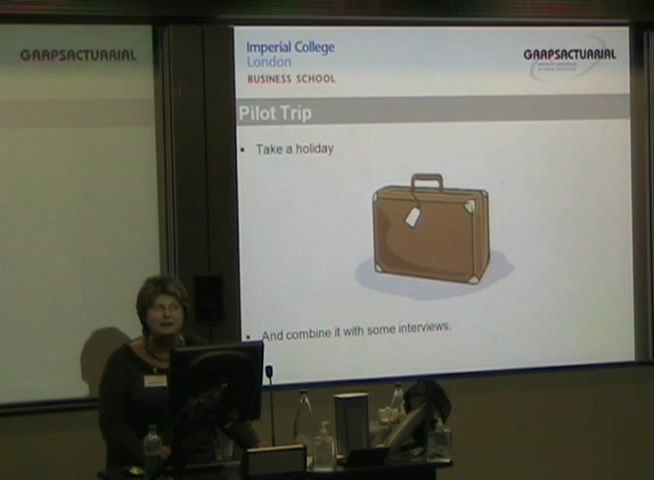 GAAPSACTUARIAL
Imperial College
London
BUSINESS SCHOOL
GAAPSACTUARIAL
Pilot Trip
• Take a holiday
• And combine it with some interviews.